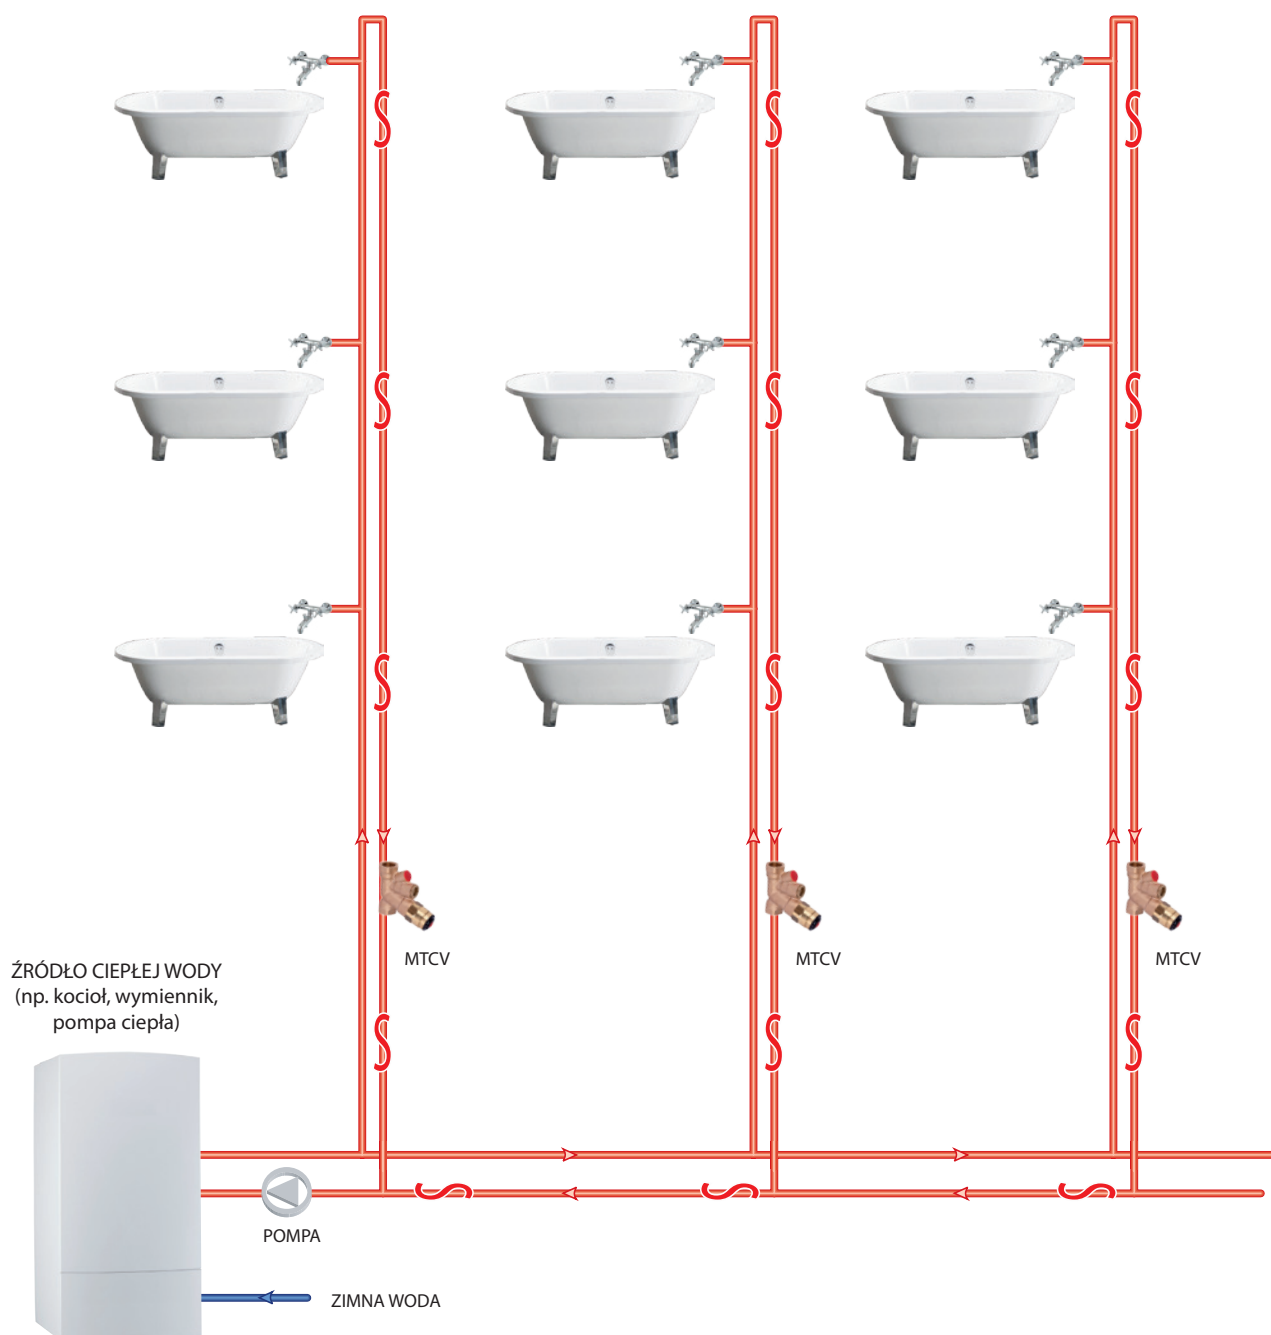 MTCV
MTCV
MTCV
ŹRÓDŁO CIEPŁEJ WODY
(np. kocioł, wymiennik,
pompa ciepła)
POMPA
ZIMNA WODA